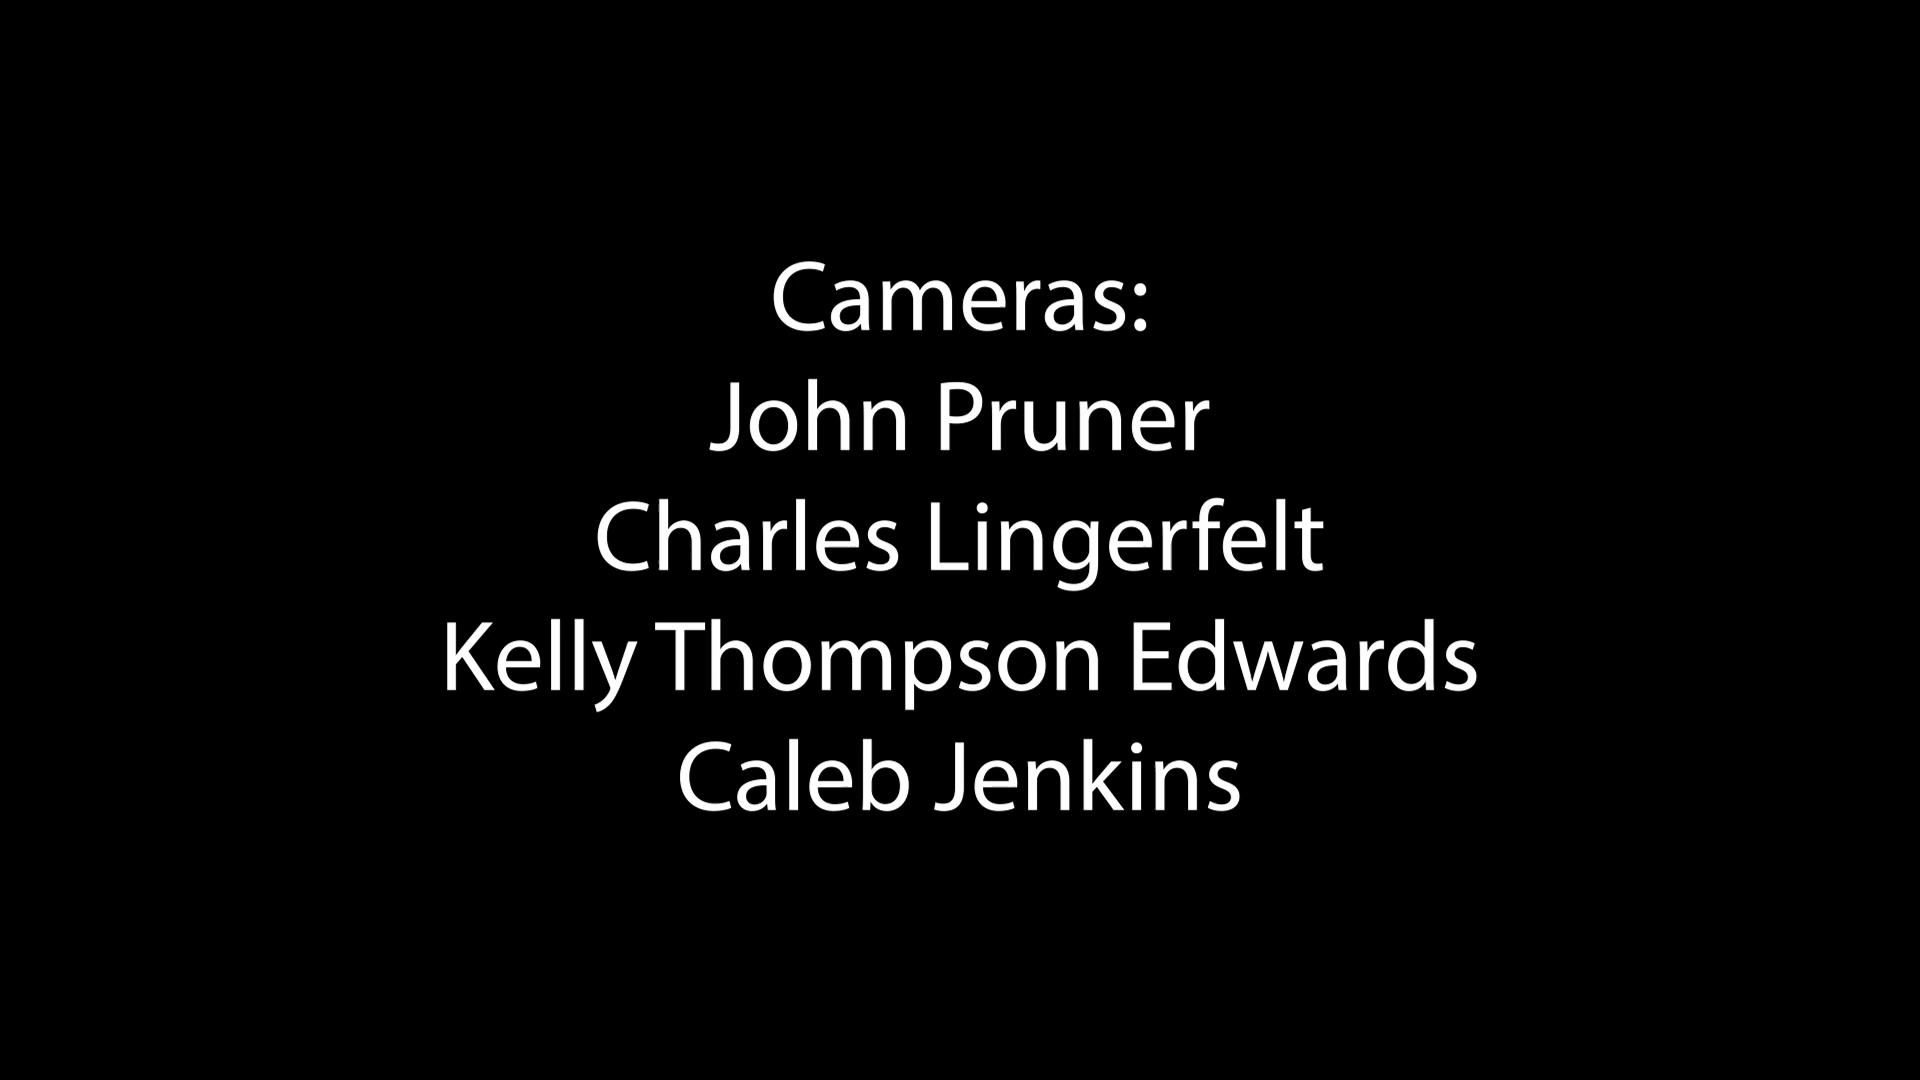 Cameras:
John Pruner
Charles Lingerfelt
Kelly Thompson Edwards
Caleb Jenkins